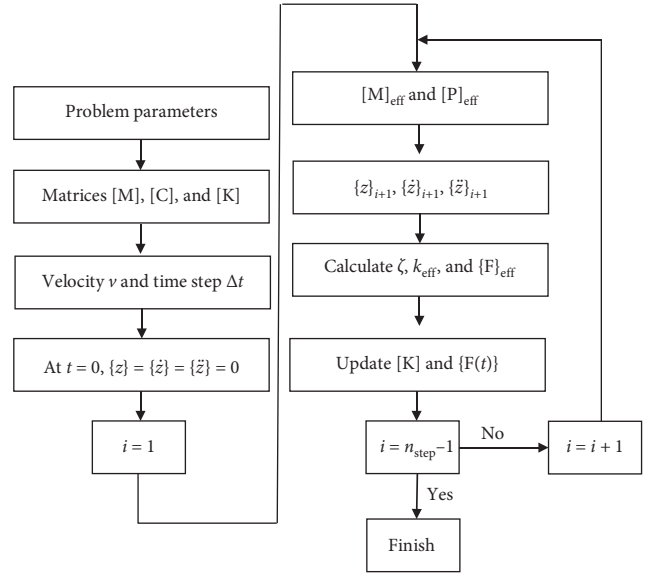 Problem parameters
Matrices [M], [C], and [K]
Velocity v and time step Δt
At t = 0, {z} = {ż} = {z̈} = 0
i = 1
[M]eff and [P]eff
{z}i+1, {ż}i+1, {z̈}i+1
Calculate ζ, keff, and {F}eff
Update [K] and {F(t)}
i = nstep–1
No
i = i + 1
Yes
Finish